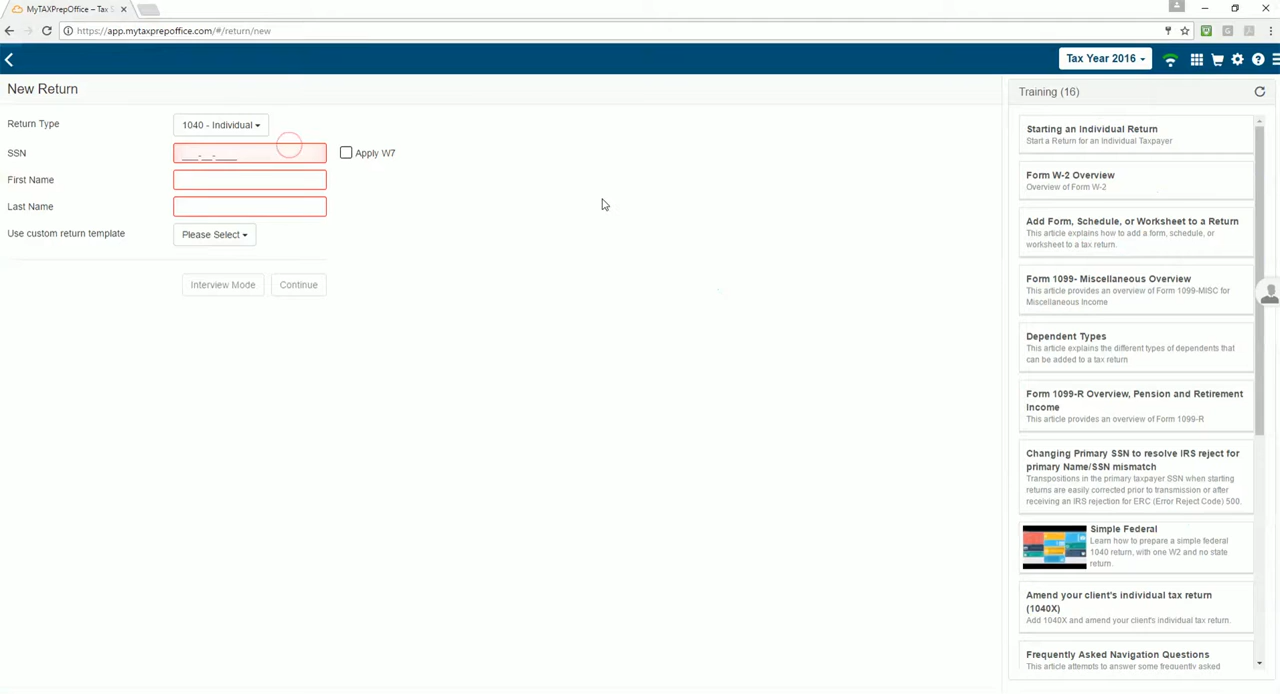 MyTAXPrepOffice – Tax S
https://app.mytaxprepoffice.com/#/return/new
Tax Year 2016
New Return
Return Type
1040 - Individual
SSN
___-__-____
Apply W7
First Name
Last Name
Use custom return template
Please Select
Interview Mode
Continue
Training (16)
Starting an Individual Return
Start a Return for an Individual Taxpayer
Form W-2 Overview
Overview of Form W-2
Add Form, Schedule, or Worksheet to a Return
This article explains how to add a form, schedule, or
worksheet to a tax return.
Form 1099- Miscellaneous Overview
This article provides an overview of Form 1099-MISC for
Miscellaneous Income
Dependent Types
This article explains the different types of dependents that
can be added to a tax return
Form 1099-R Overview, Pension and Retirement
Income
This article provides an overview of Form 1099-R
Changing Primary SSN to resolve IRS reject for
primary Name/SSN mismatch
Transpositions in the primary taxpayer SSN when starting
returns are easily corrected prior to transmission or after
receiving an IRS rejection for ERC (Error Reject Code) 500.
Simple Federal
Learn how to prepare a simple federal
1040 return, with one W2 and no state
return.
Amend your client's individual tax return
(1040X)
Add 1040X and amend your client's individual tax return.
Frequently Asked Navigation Questions
This article attempts to answer some frequently asked